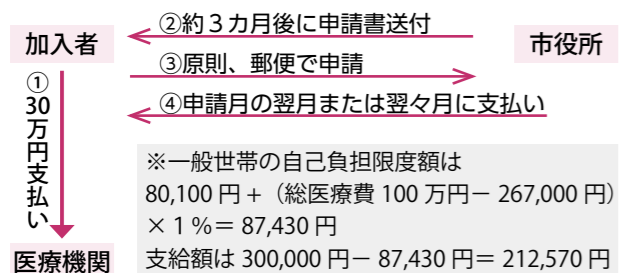 加入者
市役所
②約３カ月後に申請書送付
③原則、郵便で申請
④申請月の翌月または翌々月に支払い
①30万円支払い
医療機関
※一般世帯の自己負担限度額は
80,100 円＋（総医療費 100 万円－ 267,000 円）
× 1 %＝ 87,430 円
支給額は 300,000 円－ 87,430 円＝ 212,570 円